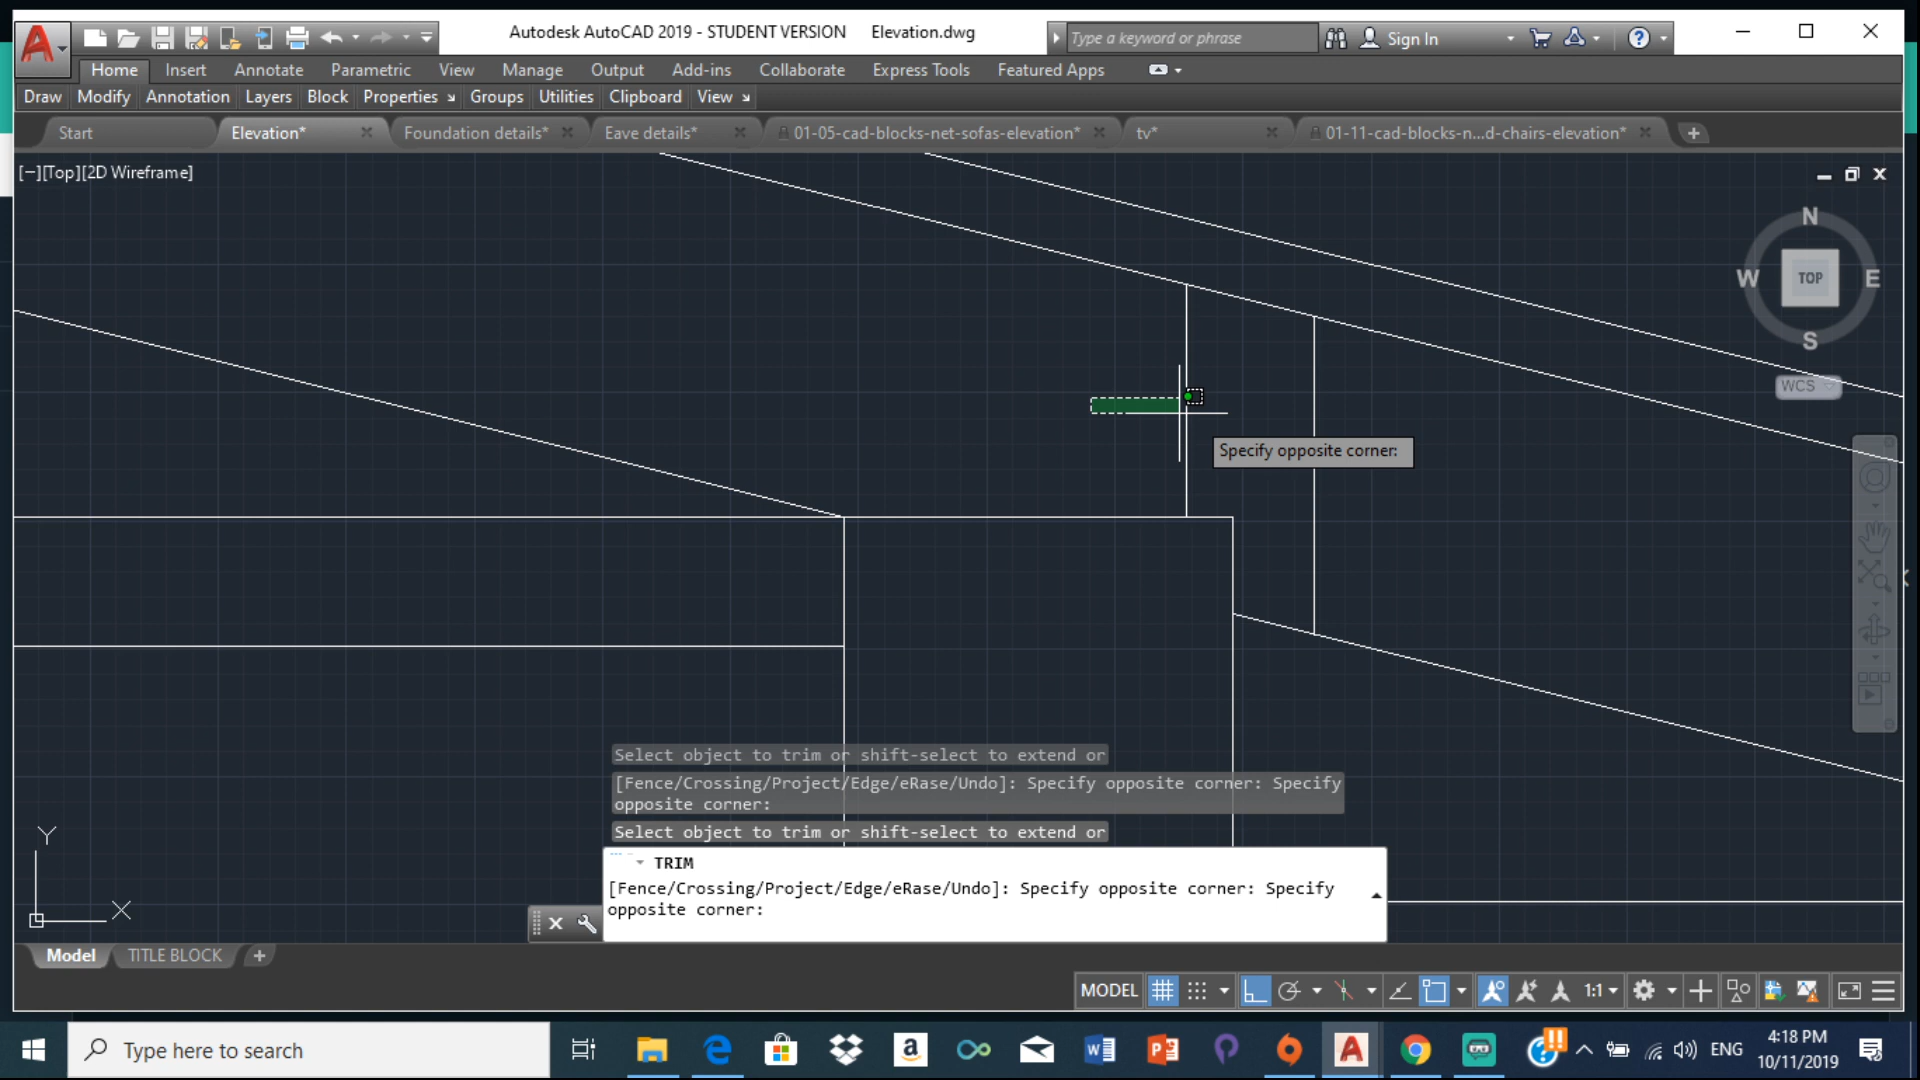 Autodesk AutoCAD 2019 - STUDENT VERSION Elevation.dwg
Type a keyword or phrase
Sign In
Home Insert Annotate Parametric View Manage Output Add-ins Collaborate Express Tools Featured Apps
Draw Modify Annotation Layers Block Properties Groups Utilities Clipboard View
Start Elevation* Foundation details* Eave details* 01-05-cad-blocks-net-sofas-elevation* tv* 01-11-cad-blocks-n...d-chairs-elevation*
[−][Top][2D Wireframe]
N
W TOP E
S
WCS
Specify opposite corner:
Select object to trim or shift-select to extend or
[Fence/Crossing/Project/Edge/eRase/Undo]: Specify opposite corner: Specify
opposite corner:
Select object to trim or shift-select to extend or
TRIM
[Fence/Crossing/Project/Edge/eRase/Undo]: Specify opposite corner: Specify
opposite corner:
Y
X
Model TITLE BLOCK
MODEL 1:1
Type here to search
ENG
4:18 PM
10/11/2019